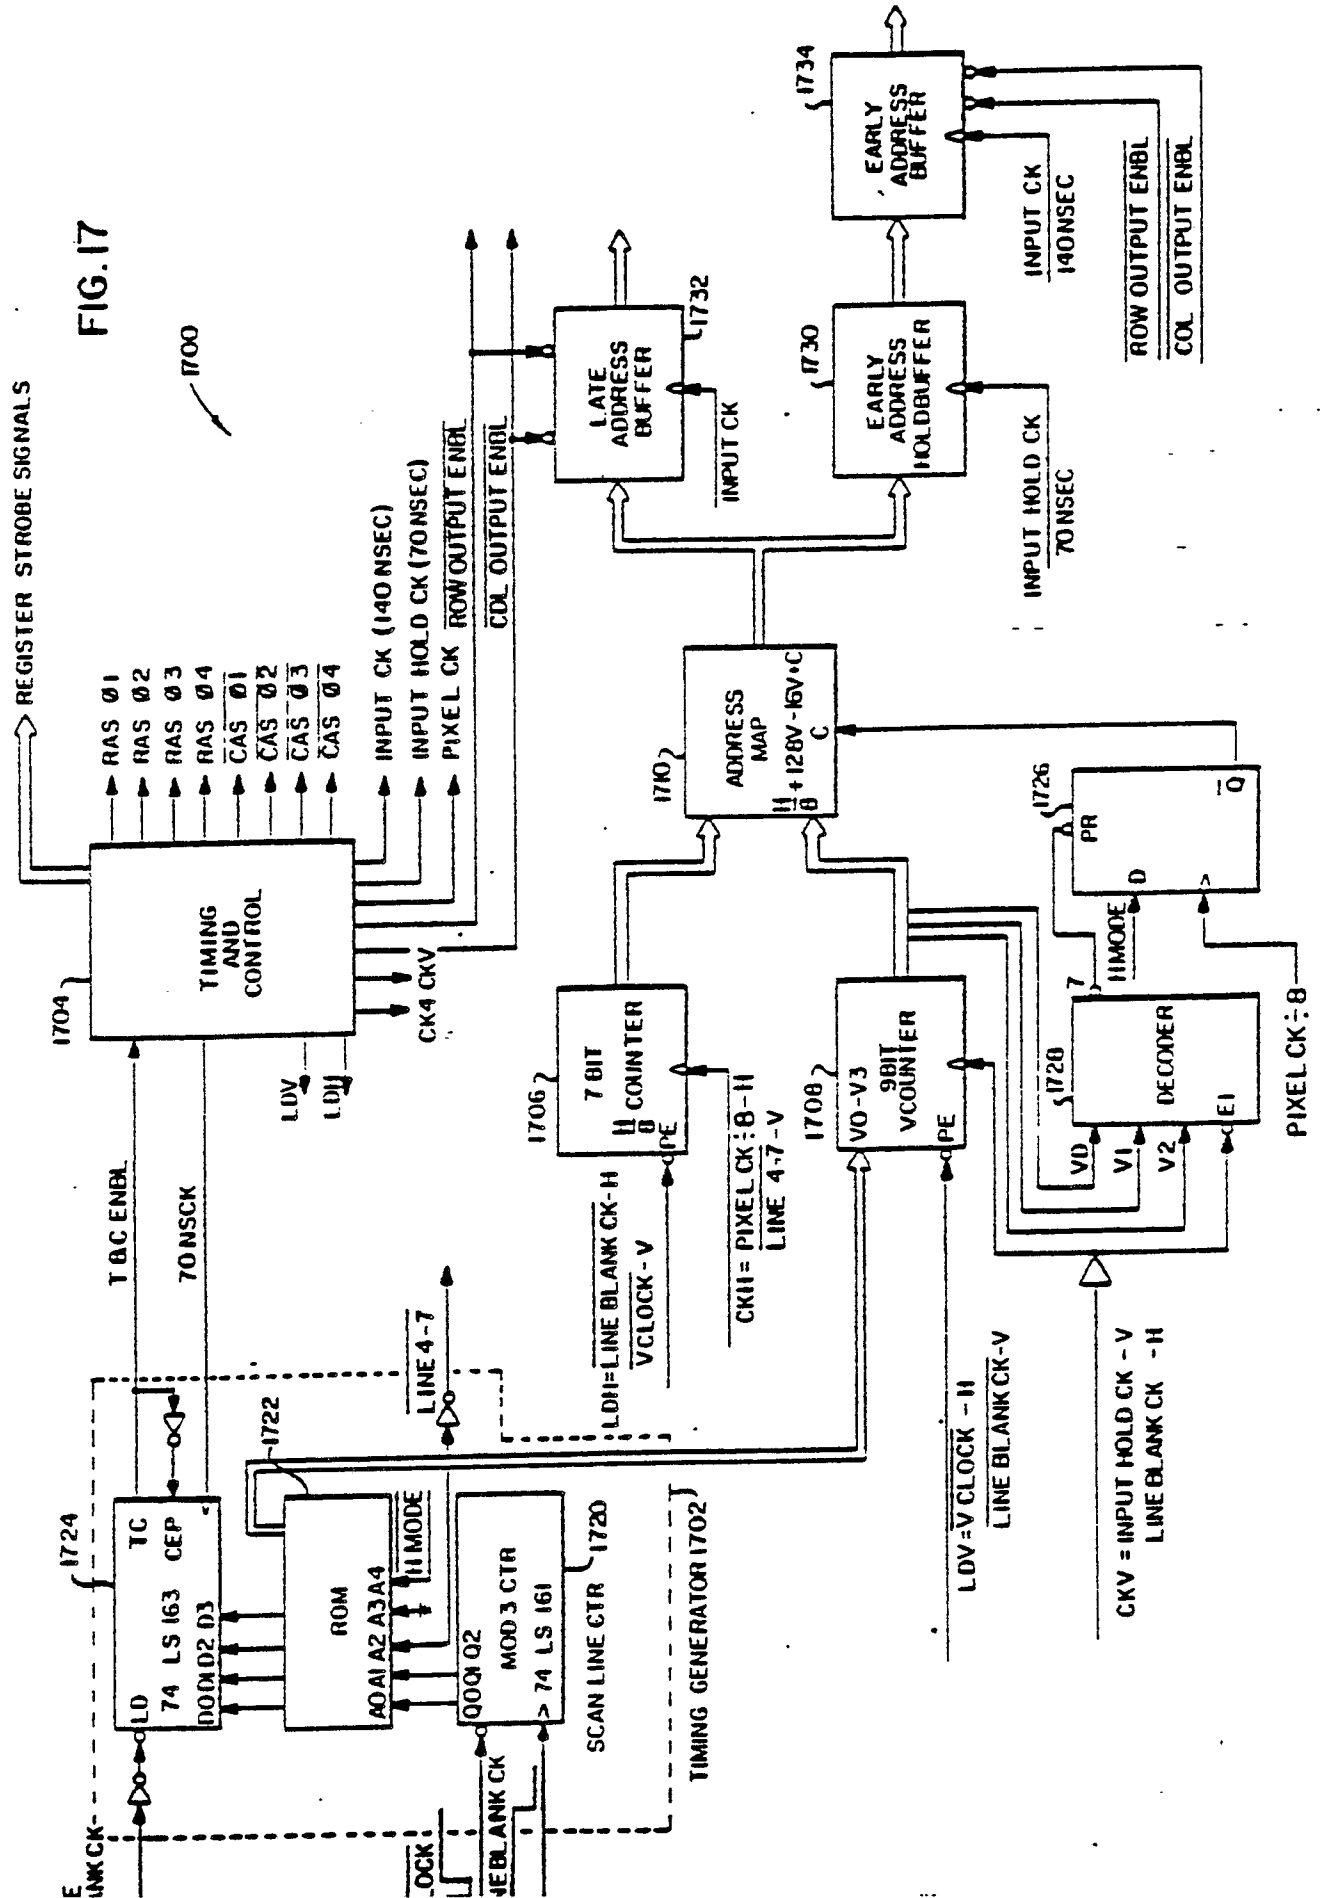 FIG. 17
1700
REGISTER STROBE SIGNALS
RAS Ø1
RAS Ø2
RAS Ø3
RAS Ø4
CAS Ø1
CAS Ø2
CAS Ø3
CAS Ø4
INPUT CK (140 NSEC)
INPUT HOLD CK (70 NSEC)
PIXEL CK
ROW OUTPUT ENBL
COL OUTPUT ENBL
1704
TIMING
AND
CONTROL
LDV
LDH
CK4
CKV
T&C ENBL
70NSCK
1724
LD
TC
74 LS 163
CEP
D0 D1 D2 D3
1722
ROM
A0 A1 A2 A3 A4
H MODE
LINE 4-7
Q0 Q1 Q2
MOD 3 CTR
> 74 LS 161
1720
SCAN LINE CTR
TIMING GENERATOR 1702
LDH=LINE BLANK CK-H
VCLOCK-V
CKH= PIXEL CK÷8-H
LINE 4-7-V
1706
7 BIT
H
8
COUNTER
PE
1708
V0-V3
9BIT
VCOUNTER
PE
LDV=V CLOCK -H
LINE BLANK CK-V
CKV = INPUT HOLD CK -V
LINE BLANK CK -H
1728
V0
V1
V2
E1
DECODER
7
1726
PR
D
>
Q
HMODE
PIXEL CK÷8
1710
ADDRESS
MAP
H
8
+128V-16V+C
C
LATE
ADDRESS
BUFFER
1732
INPUT CK
1730
EARLY
ADDRESS
HOLDBUFFER
INPUT HOLD CK
70NSEC
1734
EARLY
ADDRESS
BUFFER
INPUT CK
140NSEC
ROW OUTPUT ENBL
COL OUTPUT ENBL